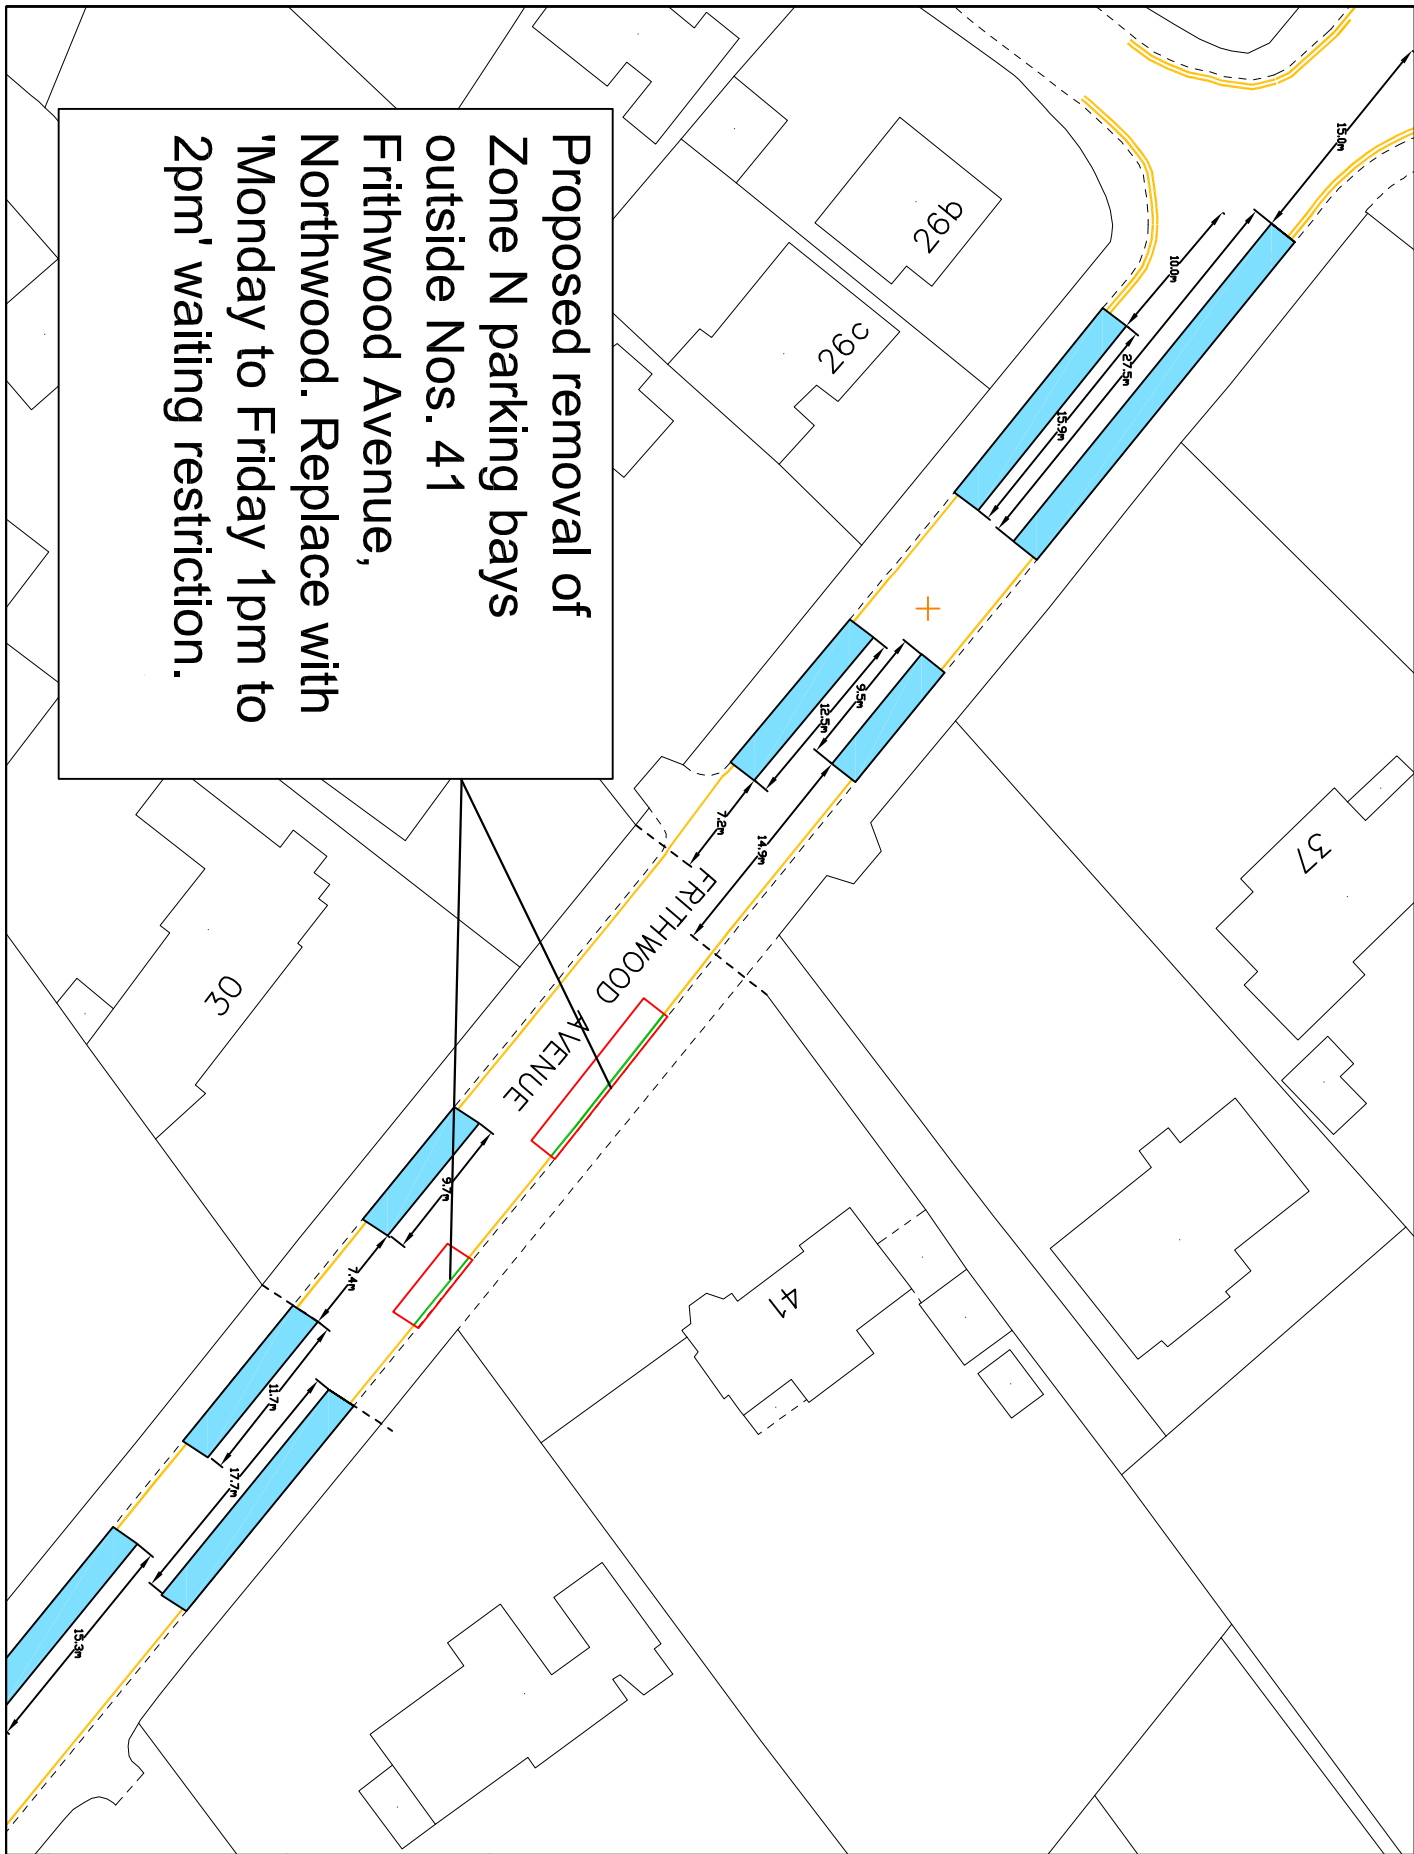 Proposed removal of
Zone N parking bays
outside Nos. 41
Frithwood Avenue,
Northwood. Replace with
'Monday to Friday 1pm to
2pm' waiting restriction.
15.0m
10.0m
27.5m
15.9m
26b
26c
9.5m
12.5m
7.2m
14.9m
37
FRITHWOOD AVENUE
30
9.7m
7.4m
41
11.7m
17.7m
15.3m